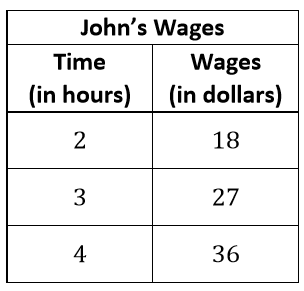 John’s Wages
Time Wages
(in hours) (in dollars)
2 18
3 27
4 36